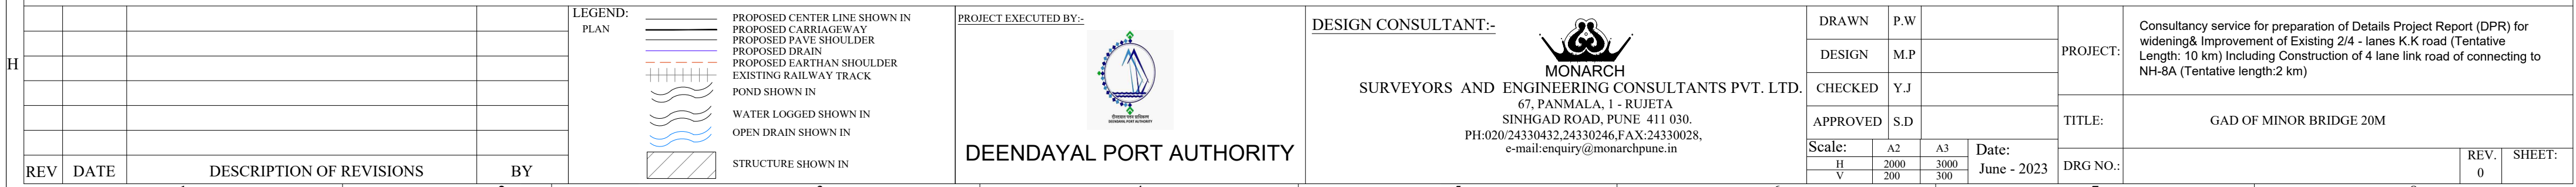 H
REV DATE DESCRIPTION OF REVISIONS BY
LEGEND:
PLAN
PROPOSED CENTER LINE SHOWN IN
PROPOSED CARRIAGEWAY
PROPOSED PAVE SHOULDER
PROPOSED DRAIN
PROPOSED EARTHAN SHOULDER
EXISTING RAILWAY TRACK
POND SHOWN IN
WATER LOGGED SHOWN IN
OPEN DRAIN SHOWN IN
STRUCTURE SHOWN IN
PROJECT EXECUTED BY:-
दीनदयाल पत्तन प्राधिकरण
DEENDAYAL PORT AUTHORITY
DEENDAYAL PORT AUTHORITY
DESIGN CONSULTANT:-
MONARCH
SURVEYORS AND ENGINEERING CONSULTANTS PVT. LTD.
67, PANMALA, 1 - RUJETA
SINHGAD ROAD, PUNE 411 030.
PH:020/24330432,24330246,FAX:24330028,
e-mail:enquiry@monarchpune.in
DRAWN P.W
DESIGN M.P
CHECKED Y.J
APPROVED S.D
Scale: A2 A3
H 2000 3000
V 200 300
Date:
June - 2023
PROJECT:
Consultancy service for preparation of Details Project Report (DPR) for
widening& Improvement of Existing 2/4 - lanes K.K road (Tentative
Length: 10 km) Including Construction of 4 lane link road of connecting to
NH-8A (Tentative length:2 km)
TITLE: GAD OF MINOR BRIDGE 20M
DRG NO.:
REV.
0
SHEET: